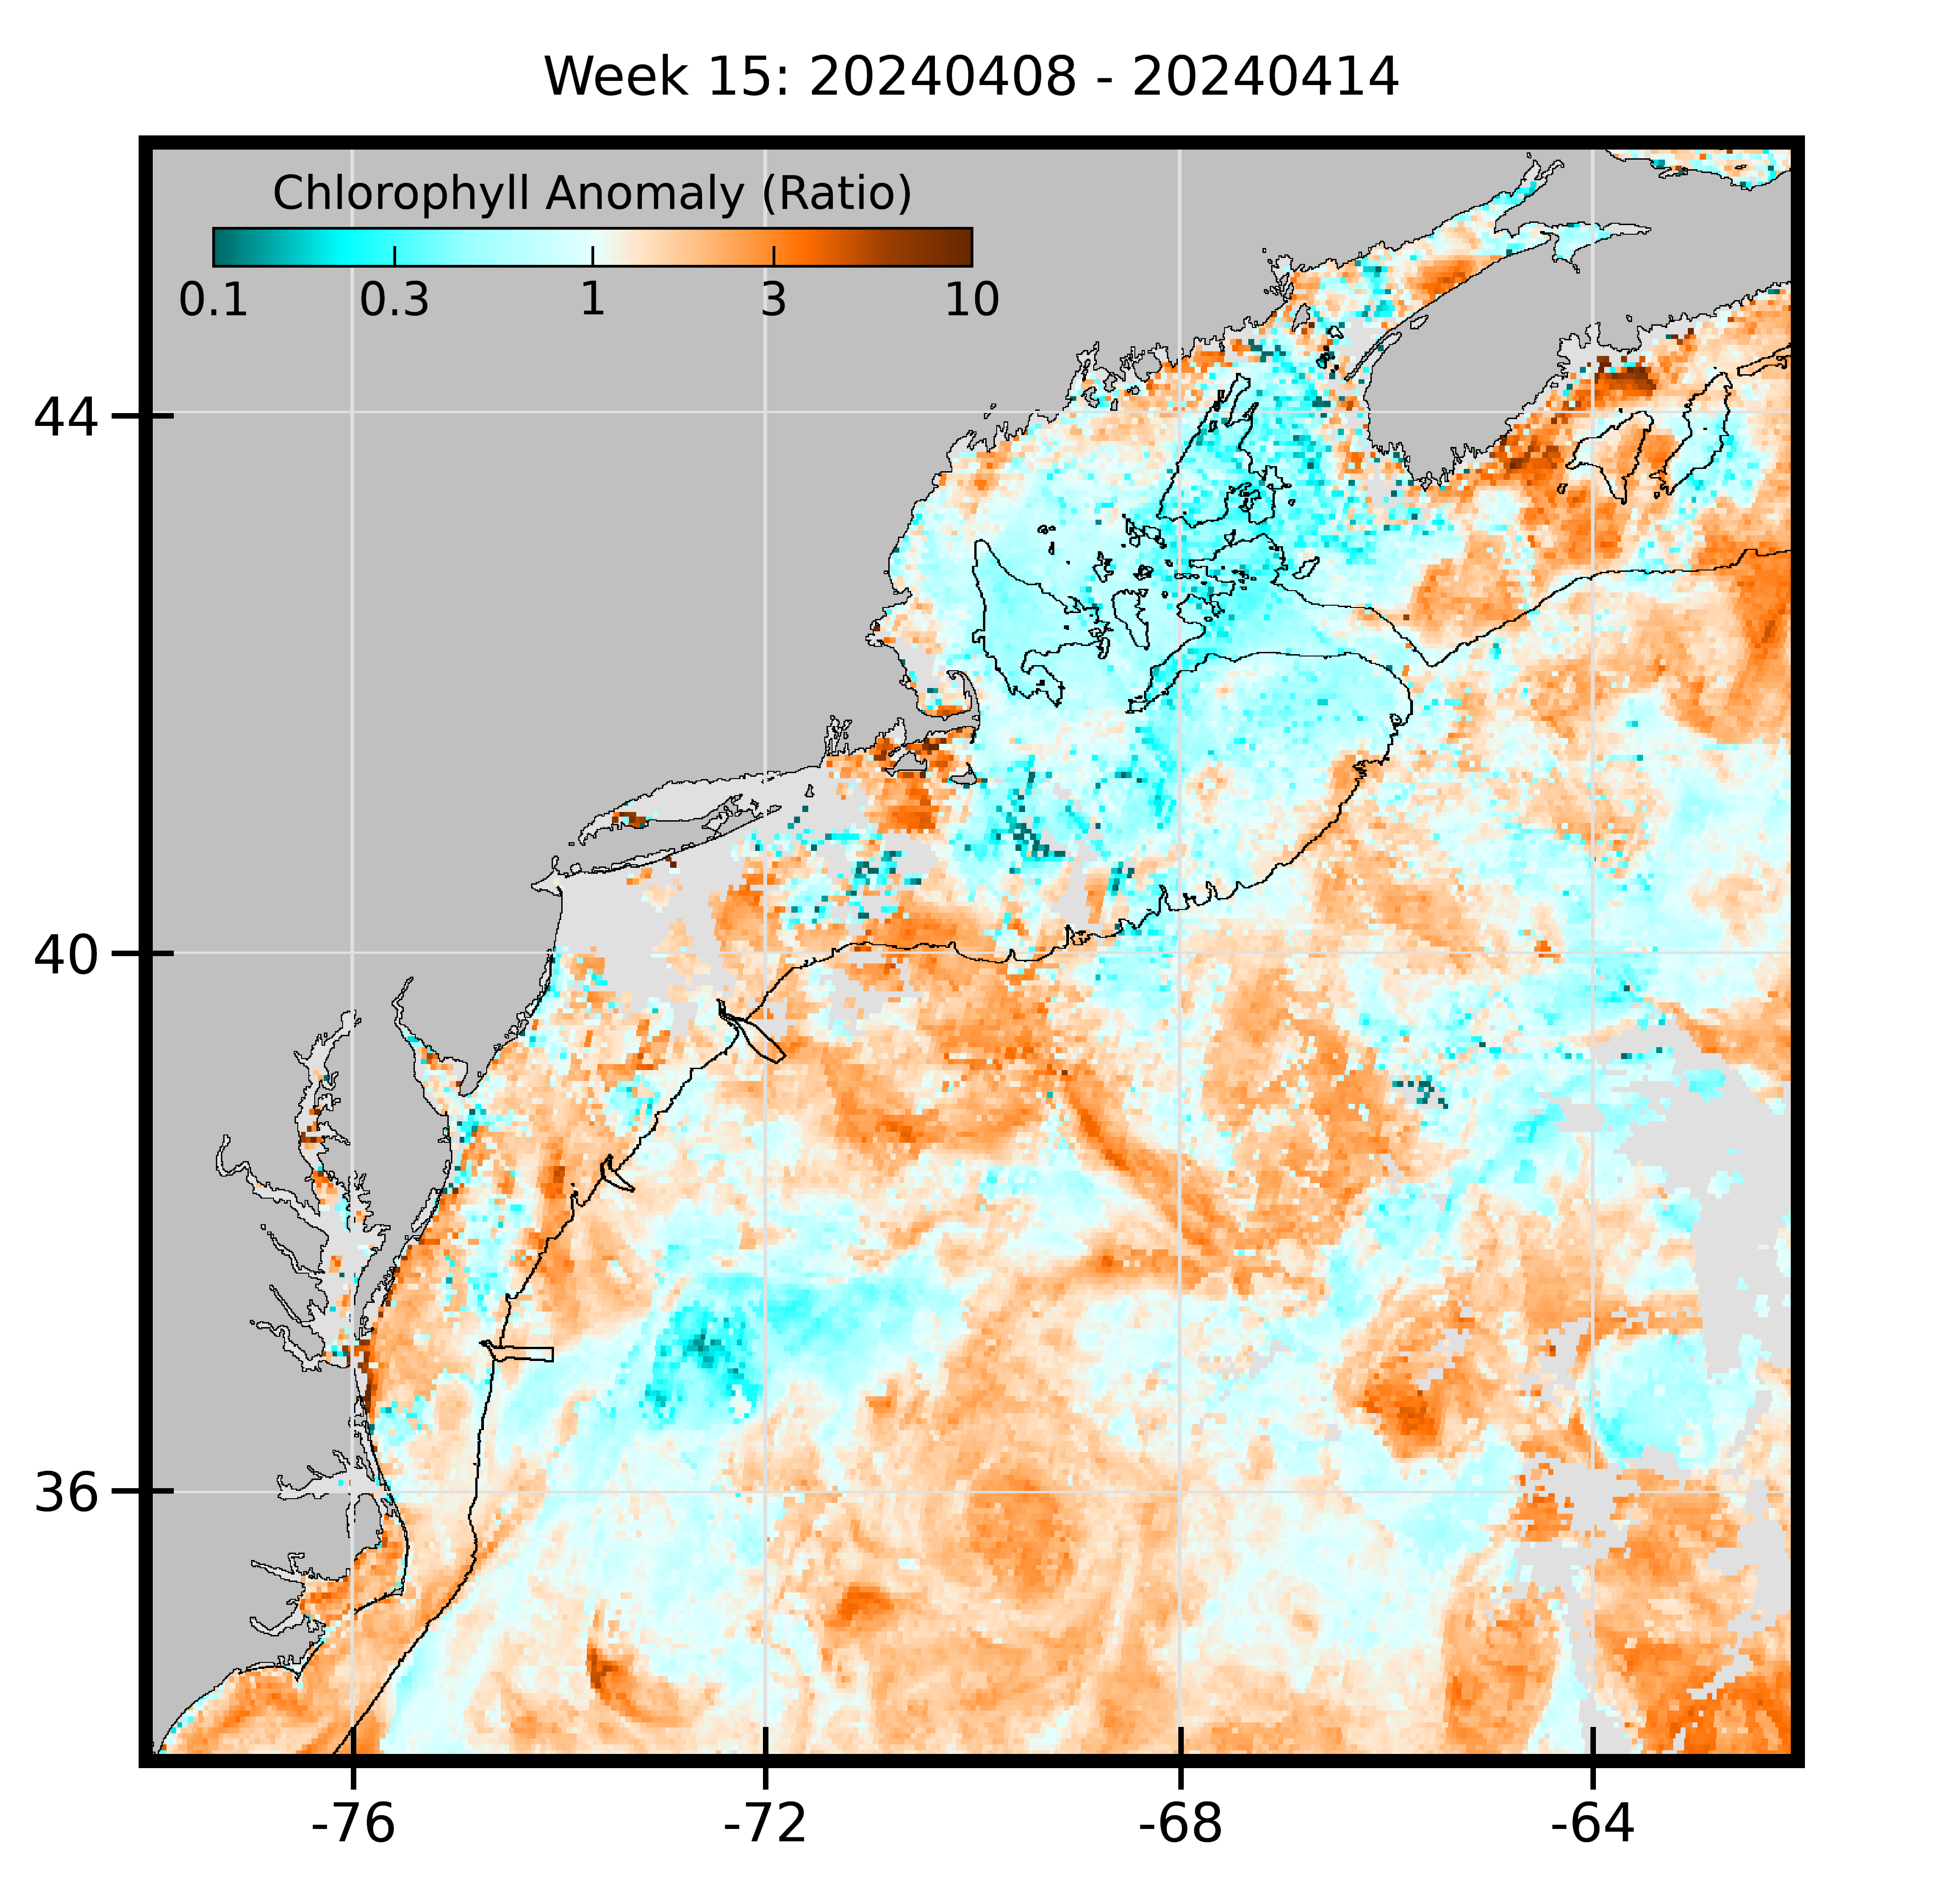 Week 15: 20240408 - 20240414
Chlorophyll Anomaly (Ratio)
0.1 0.3 1 3 10
44
40
36
-76 -72 -68 -64